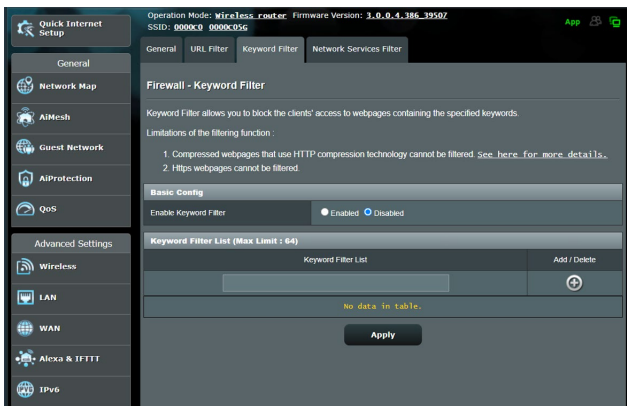 Quick Internet
Setup
General
Network Map
AiMesh
Guest Network
AiProtection
QoS
Advanced Settings
Wireless
LAN
WAN
Alexa & IFTTT
IPv6
Operation Mode: Wireless router Firmware Version: 3.0.0.4.386_39507
SSID: 0000C0 0000C05G
App
General URL Filter Keyword Filter Network Services Filter
Firewall - Keyword Filter
Keyword Filter allows you to block the clients' access to webpages containing the specified keywords.
Limitations of the filtering function :
1. Compressed webpages that use HTTP compression technology cannot be filtered. See here for more details.
2. Https webpages cannot be filtered.
Basic Config
Enable Keyword Filter Enabled Disabled
Keyword Filter List (Max Limit : 64)
Keyword Filter List Add / Delete
No data in table.
Apply